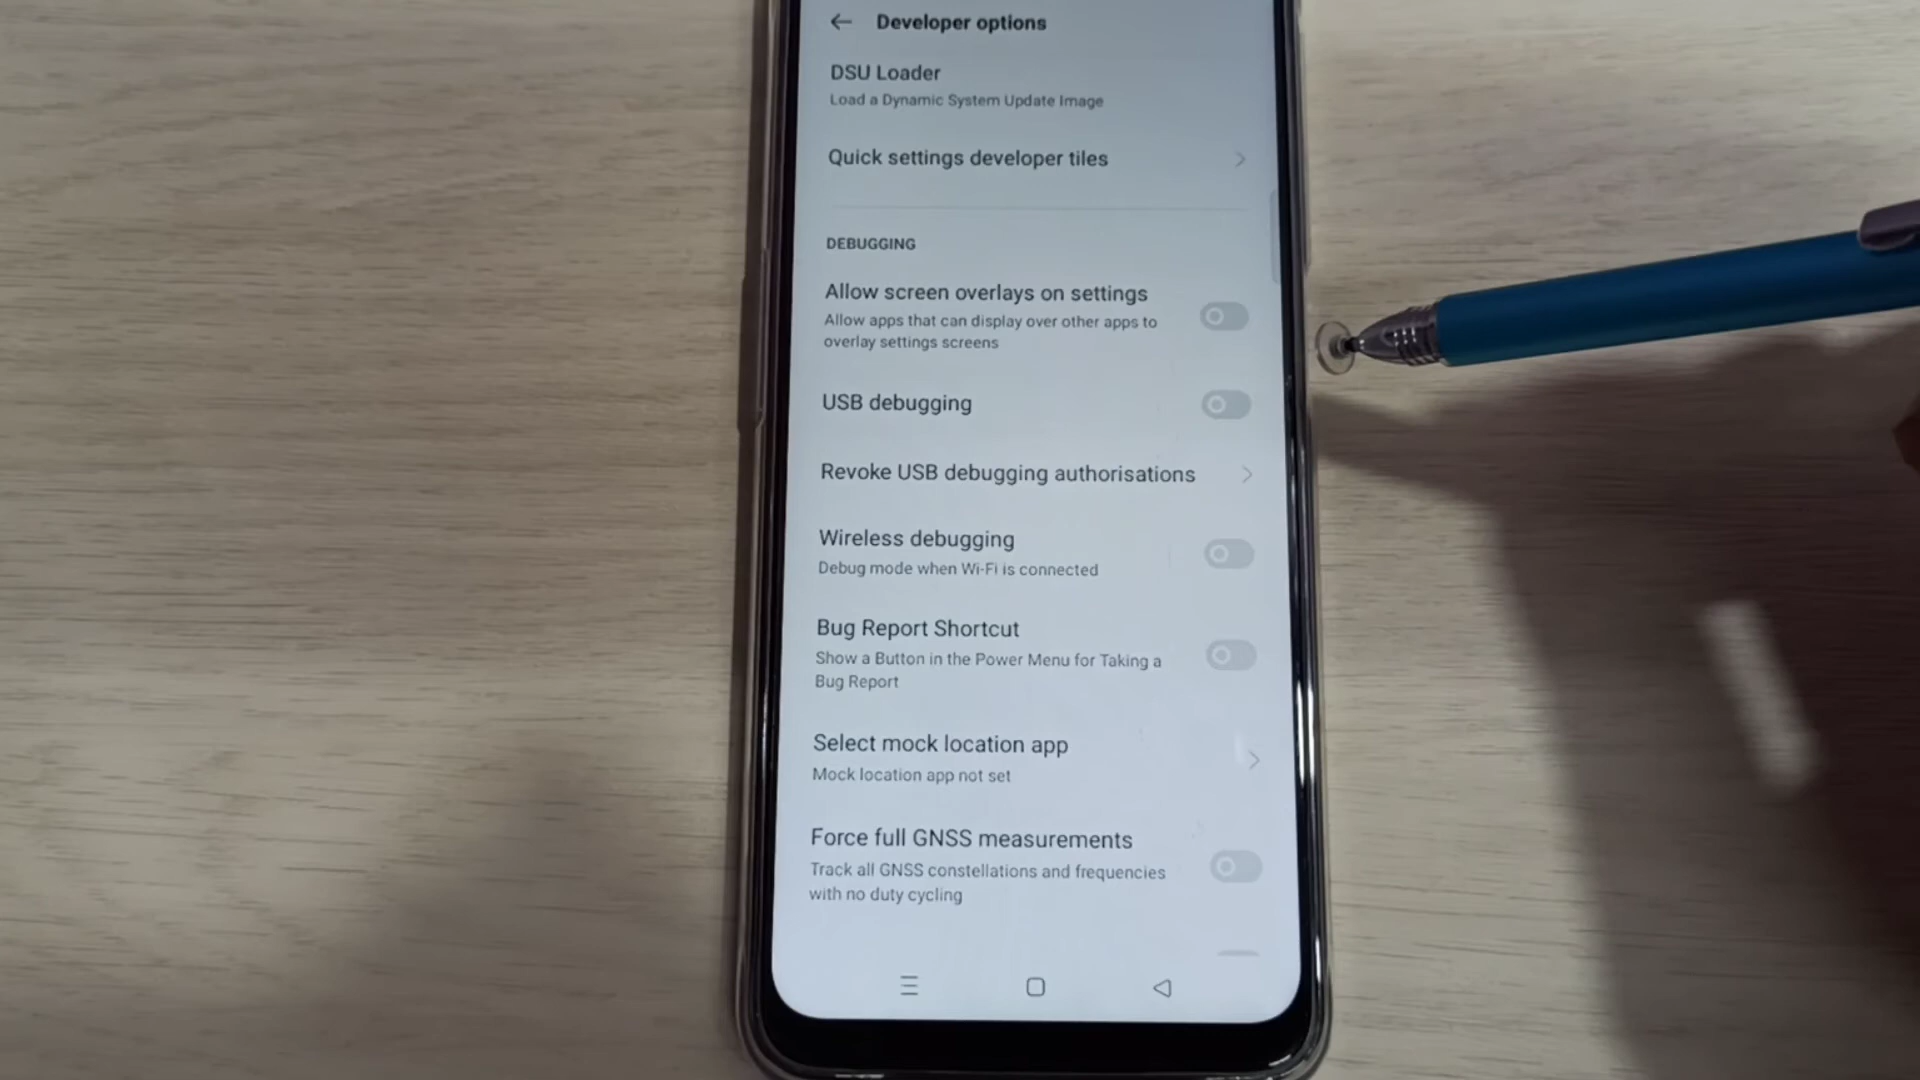 Developer options
DSU Loader
Load a Dynamic System Update Image
Quick settings developer tiles
DEBUGGING
Allow screen overlays on settings
Allow apps that can display over other apps to
overlay settings screens
USB debugging
Revoke USB debugging authorisations
Wireless debugging
Debug mode when Wi-Fi is connected
Bug Report Shortcut
Show a Button in the Power Menu for Taking a
Bug Report
Select mock location app
Mock location app not set
Force full GNSS measurements
Track all GNSS constellations and frequencies
with no duty cycling